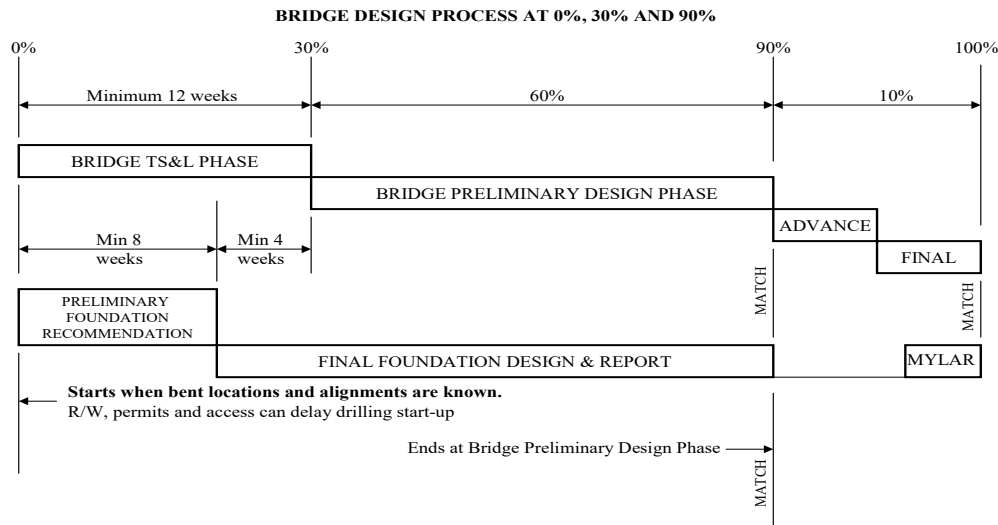 BRIDGE DESIGN PROCESS AT 0%, 30% AND 90%
0%
30%
90%
100%
Minimum 12 weeks
60%
10%
BRIDGE TS&L PHASE
BRIDGE PRELIMINARY DESIGN PHASE
ADVANCE
FINAL
Min 8
weeks
Min 4
weeks
MATCH
MATCH
PRELIMINARY
FOUNDATION
RECOMMENDATION
FINAL FOUNDATION DESIGN & REPORT
MYLAR
Starts when bent locations and alignments are known.
R/W, permits and access can delay drilling start-up
Ends at Bridge Preliminary Design Phase
MATCH